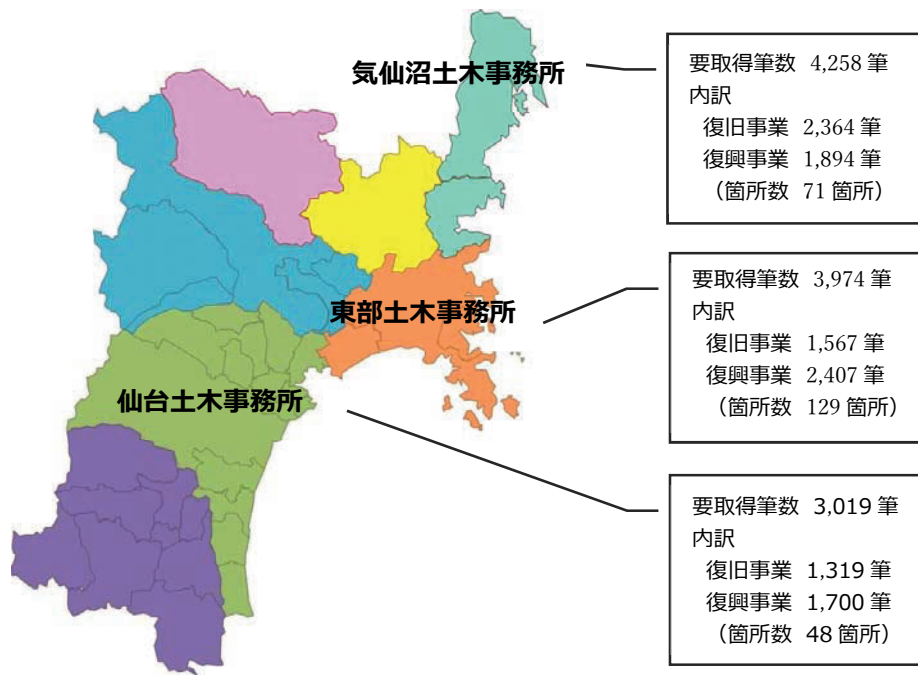 気仙沼土木事務所
要取得筆数 4,258 筆
内訳
復旧事業 2,364 筆
復興事業 1,894 筆
（箇所数 71 箇所）
東部土木事務所
要取得筆数 3,974 筆
内訳
復旧事業 1,567 筆
復興事業 2,407 筆
（箇所数 129 箇所）
仙台土木事務所
要取得筆数 3,019 筆
内訳
復旧事業 1,319 筆
復興事業 1,700 筆
（箇所数 48 箇所）